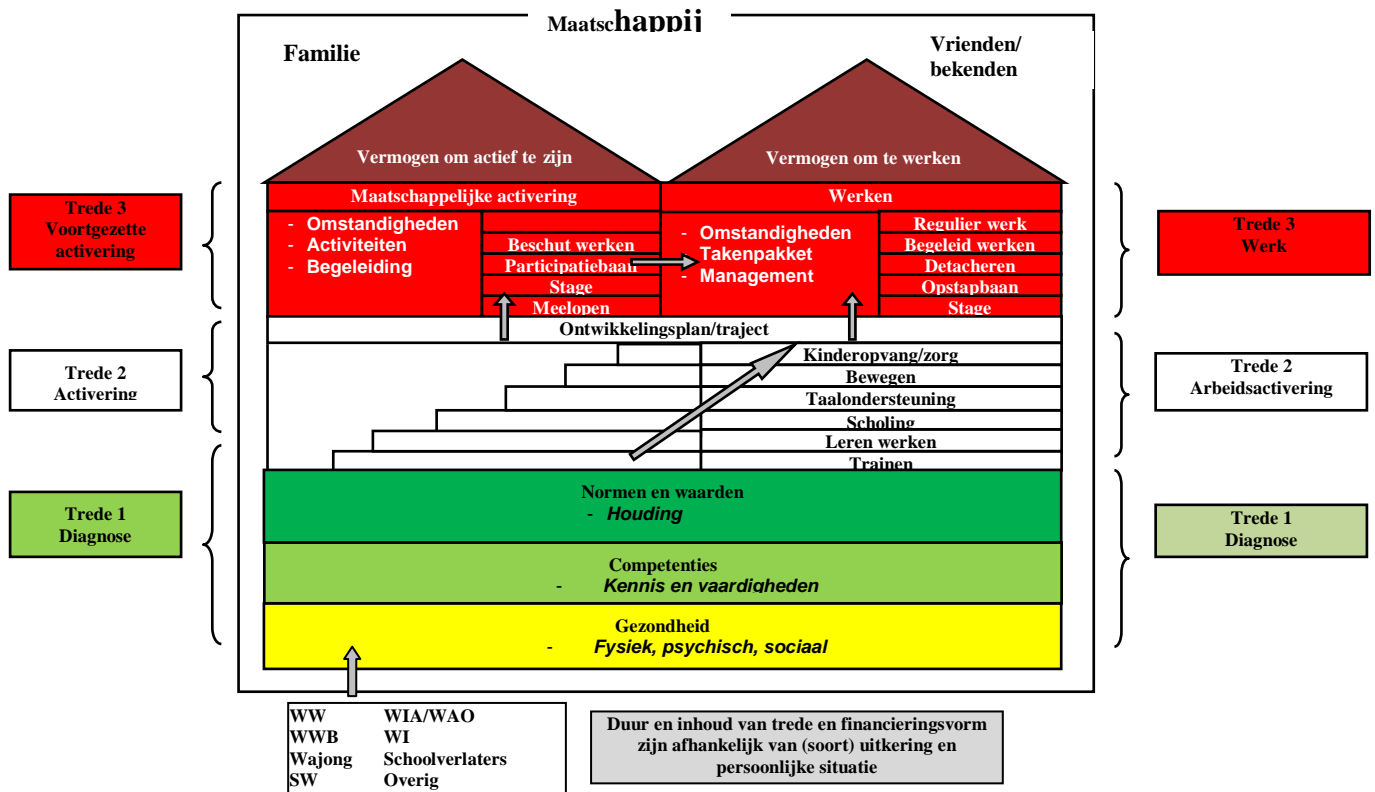 Maatschappij
Familie
Vrienden/
bekenden
Vermogen om actief te zijn
Vermogen om te werken
Trede 3
Voortgezette
activering
Maatschappelijke activering
Werken
- Omstandigheden
- Activiteiten
- Begeleiding
Beschut werken
Participatiebaan
Stage
Meelopen
- Omstandigheden
- Takenpakket
- Management
Regulier werk
Begeleid werken
Detacheren
Opstapbaan
Stage
Trede 3
Werk
Ontwikkelingsplan/traject
Trede 2
Activering
Kinderopvang/zorg
Bewegen
Taalondersteuning
Scholing
Leren werken
Trainen
Trede 2
Arbeidsactivering
Trede 1
Diagnose
Normen en waarden
- Houding
Competenties
- Kennis en vaardigheden
Gezondheid
- Fysiek, psychisch, sociaal
Trede 1
Diagnose
WW WIA/WAO
WWB WI
Wajong Schoolverlaters
SW Overig
Duur en inhoud van trede en financieringsvorm
zijn afhankelijk van (soort) uitkering en
persoonlijke situatie